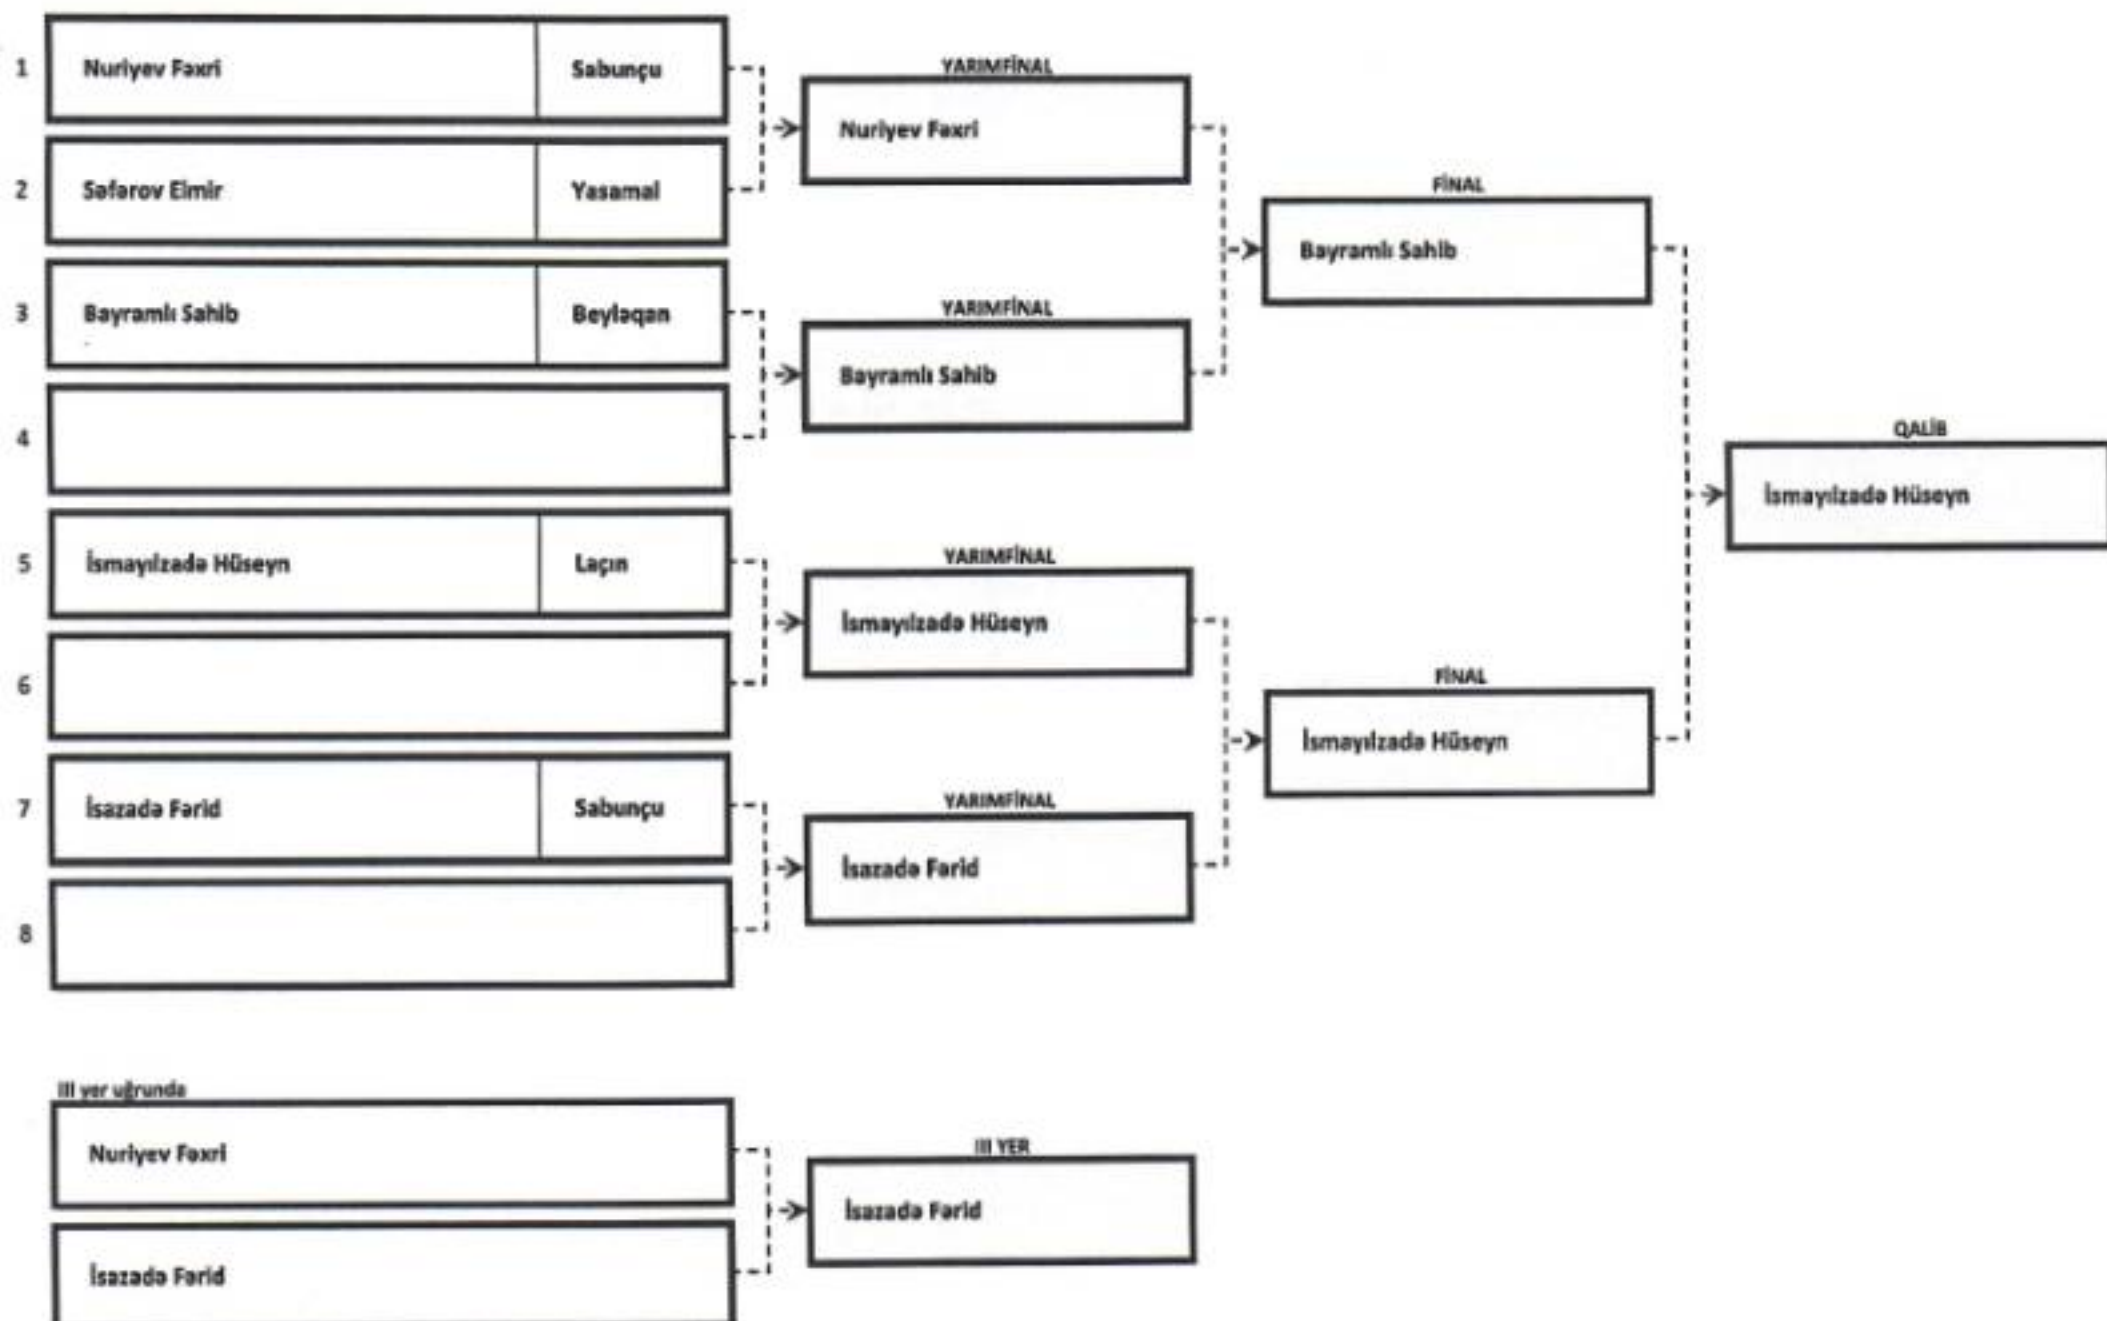 1 Nuriyev Fəxri Sabunçu
2 Səfərov Elmir Yasamal
3 Bayramlı Sahib Beyləqan
4
5 İsmayılzadə Hüseyn Laçın
6
7 İsazadə Fərid Sabunçu
8
YARIMFİNAL
Nuriyev Fəxri
YARIMFİNAL
Bayramlı Sahib
YARIMFİNAL
İsmayılzadə Hüseyn
YARIMFİNAL
İsazadə Fərid
FİNAL
Bayramlı Sahib
FİNAL
İsmayılzadə Hüseyn
QALİB
İsmayılzadə Hüseyn
III yer uğrunda
Nuriyev Fəxri
İsazadə Fərid
III YER
İsazadə Fərid